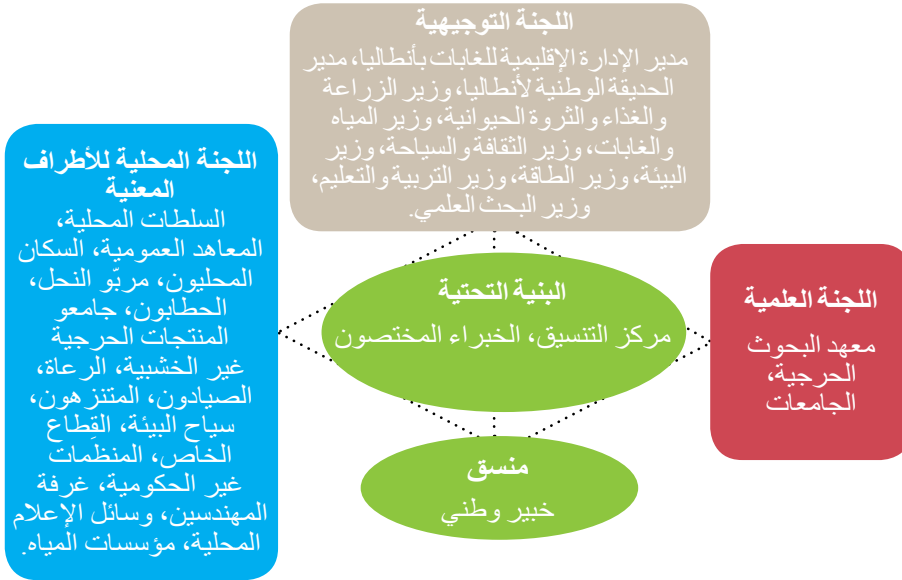 اللجنة التوجيهية
مدير الإدارة الإقليمية للغابات بأنطاليا، مدير
الحديقة الوطنية لأنطاليا، وزير الزراعة
والغذاء والثروة الحيوانية، وزير المياه
والغابات، وزير الثقافة والسياحة، وزير
البيئة، وزير الطاقة، وزير التربية والتعليم،
وزير البحث العلمي.
اللجنة العلمية
معهد البحوث
الحرجية،
الجامعات
البنية التحتية
مركز التنسيق، الخبراء المختصون
اللجنة المحلية للأطراف
المعنية
السلطات المحلية،
المعاهد العمومية، السكان
المحليون، مربّو النحل،
الحطابون، جامعو
المنتجات الحرجية
غير الخشبية، الرعاة،
الصيادون، المتنزهون،
سياح البيئة، القِطاع
الخاص، المنظمات
غير الحكومية، غرفة
المهندسين، وسائل الإعلام
المحلية، مؤسسات المياه.
منسق
خبير وطني